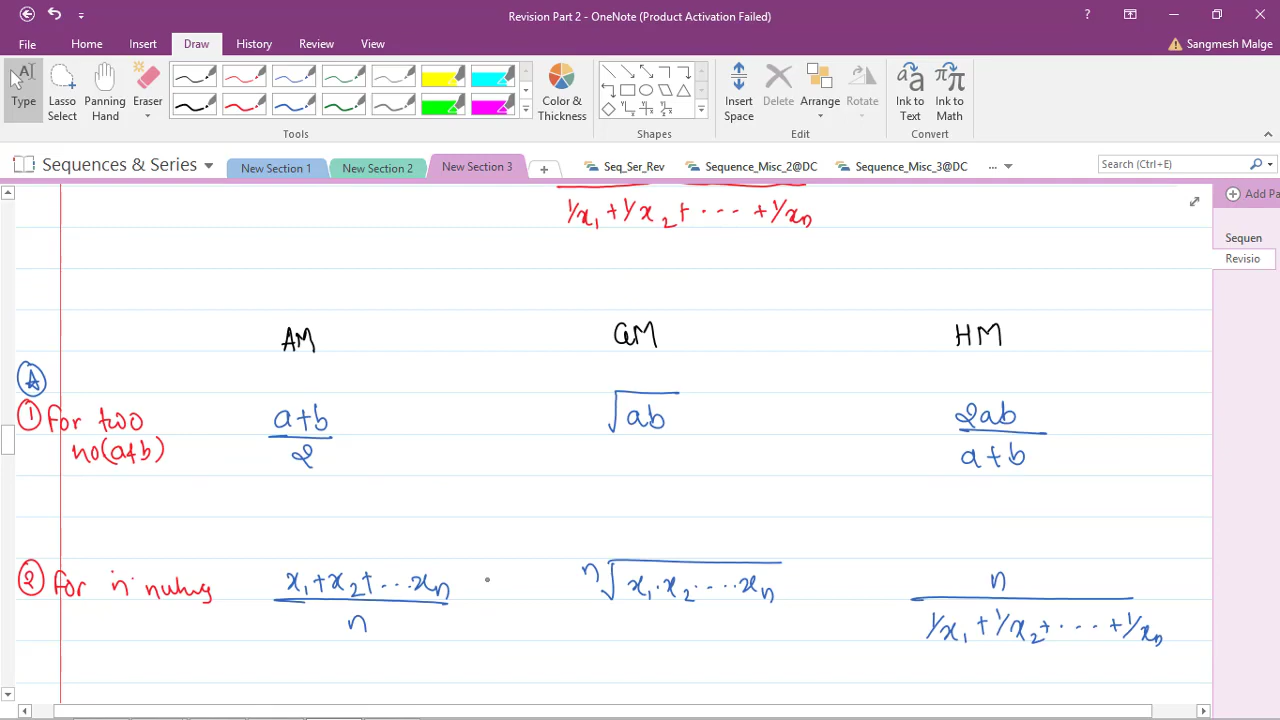 Revision Part 2 - OneNote (Product Activation Failed)
File Home Insert Draw History Review View
Sangmesh Malge
Type
Lasso Select
Panning Hand
Eraser
Color & Thickness
Insert Space
Delete
Arrange
Rotate
Ink to Text
Ink to Math
Tools Shapes Edit Convert
Sequences & Series New Section 1 New Section 2 New Section 3 Seq_Ser_Rev Sequence_Misc_2@DC Sequence_Misc_3@DC ... Search (Ctrl+E)
Add Pa
Sequen
Revisio
1/x₁ + 1/x₂ + ... + 1/xₙ
AM GM HM
A
① For two no(a+b) a+b/2 √ab 2ab/a+b
② For 'n' x₁+x₂+...xₙ/n ⁿ√x₁.x₂....xₙ n/1/x₁+1/x₂+...+1/xₙ